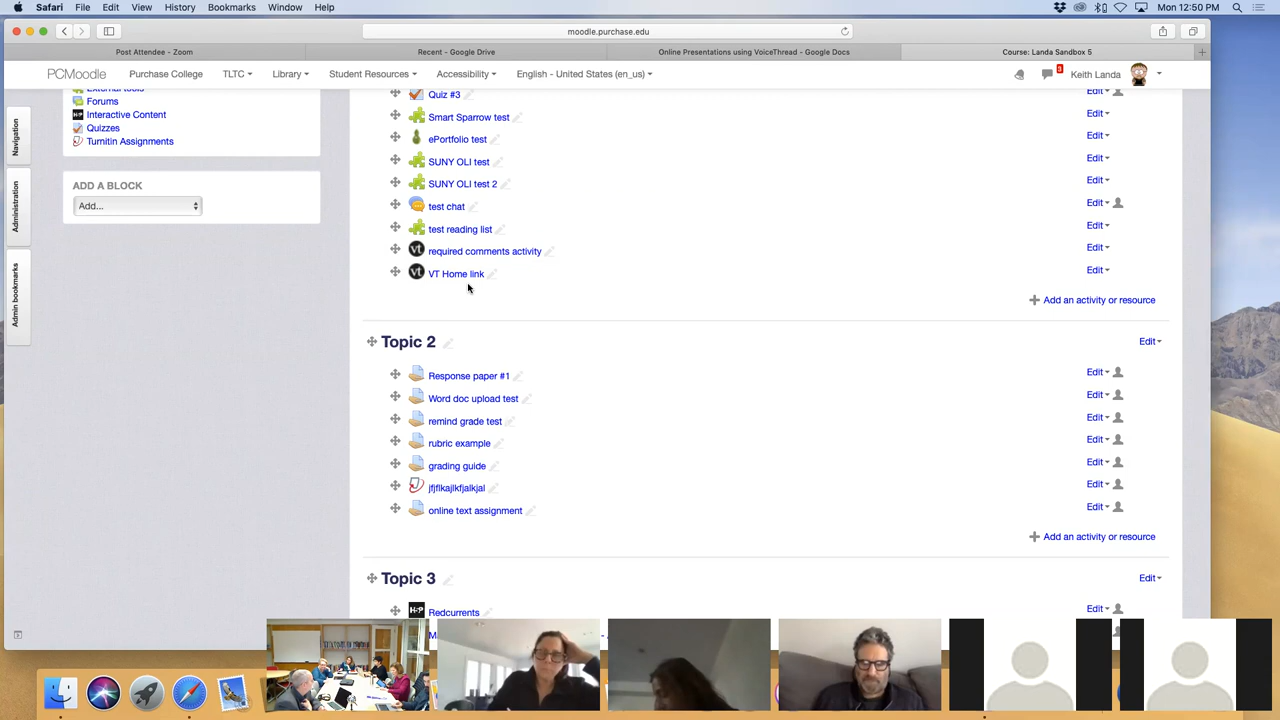 Safari File Edit View History Bookmarks Window Help Mon 12:50 PM
moodle.purchase.edu
Post Attendee - Zoom Recent - Google Drive Online Presentations using VoiceThread - Google Docs Course: Landa Sandbox 5
PCMoodle Purchase College TLTC Library Student Resources Accessibility English - United States (en_us) 5 Keith Landa
External tools
Forums
H-P Interactive Content
Quizzes
Turnitin Assignments
ADD A BLOCK
Add...
Navigation
Administration
Admin bookmarks
Quiz #3 Edit
Smart Sparrow test Edit
ePortfolio test Edit
SUNY OLI test Edit
SUNY OLI test 2 Edit
test chat Edit
test reading list Edit
vt required comments activity Edit
vt VT Home link Edit
Add an activity or resource
Topic 2 Edit
Response paper #1 Edit
Word doc upload test Edit
remind grade test Edit
rubric example Edit
grading guide Edit
jfjflkajlkfjalkjal Edit
online text assignment Edit
Add an activity or resource
Topic 3 Edit
H-P Redcurrents Edit